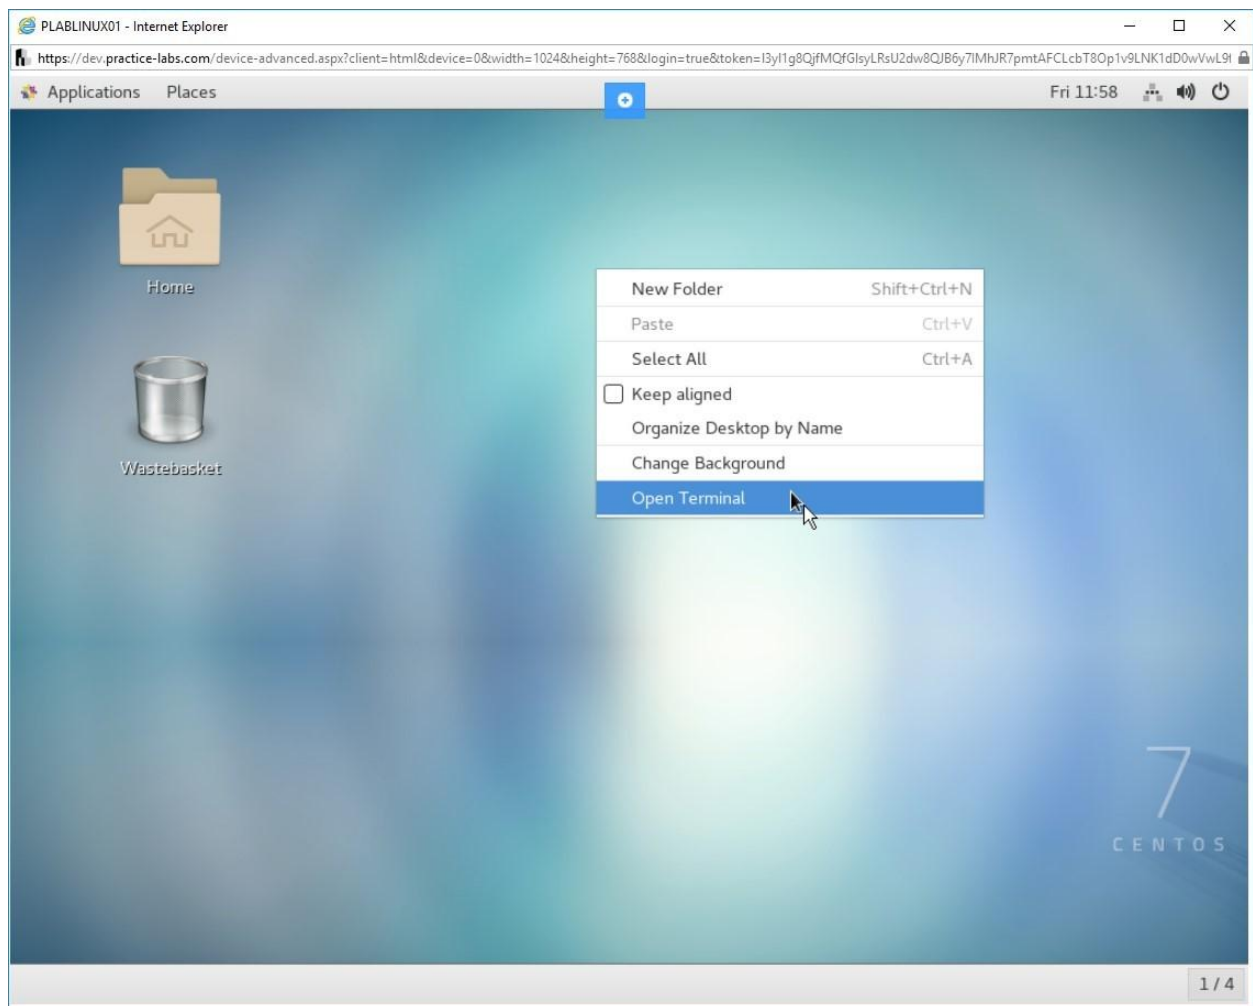 PLABLINUX01 - Internet Explorer
https://dev.practice-labs.com/device-advanced.aspx?client=html&device=0&width=1024&height=768&login=true&token=
Applications Places Fri 11:58
Home
Wastebasket
New Folder Shift+Ctrl+N
Paste Ctrl+V
Select All Ctrl+A
Keep aligned
Organize Desktop by Name
Change Background
Open Terminal
7
CENTOS
1 / 4